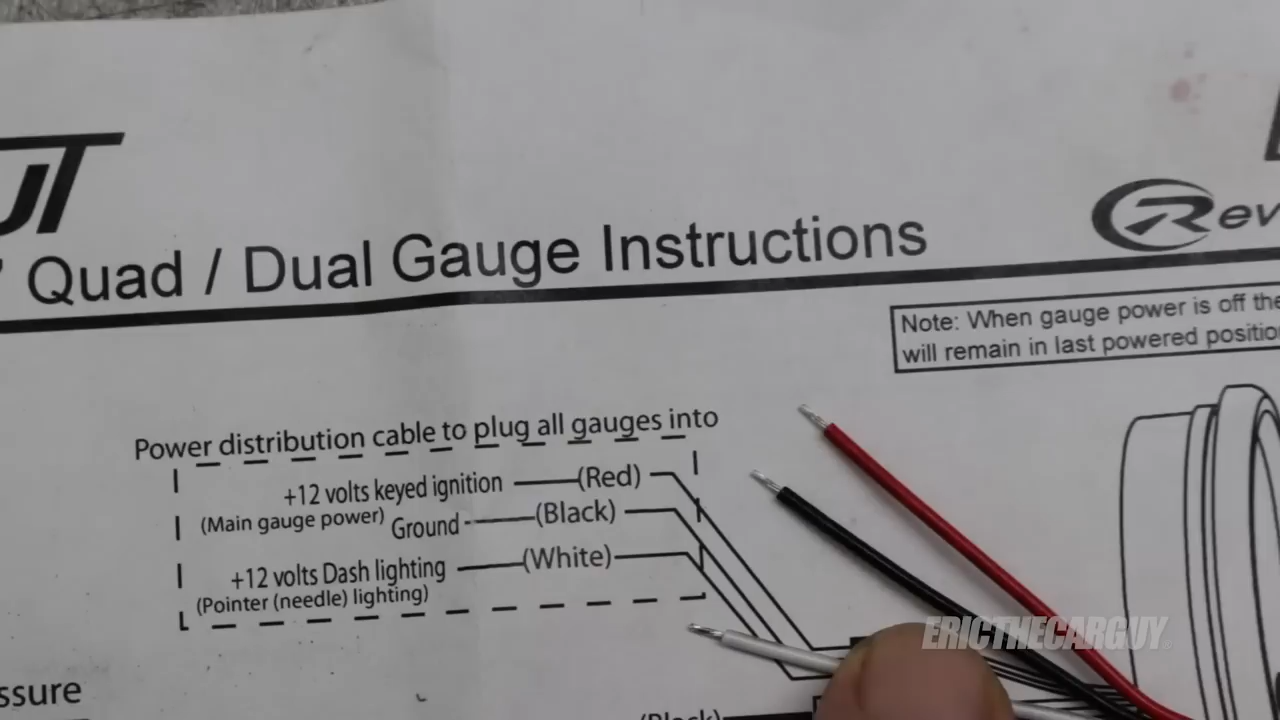 UT
Quad / Dual Gauge Instructions
Rev
Note: When gauge power is off the
will remain in last powered positio
Power distribution cable to plug all gauges into
+12 volts keyed ignition (Red)
(Main gauge power) Ground (Black)
+12 volts Dash lighting (White)
(Pointer (needle) lighting)
ERICTHECARGUY
ssure
(Black)